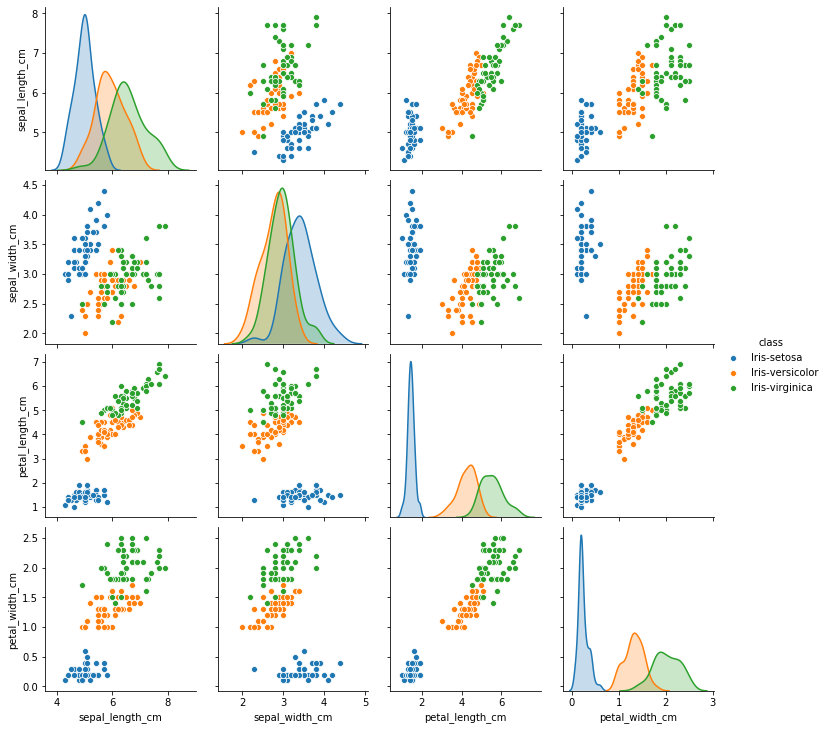 sepal_length_cm
8
7
6
5
sepal_width_cm
4.5
4.0
3.5
3.0
2.5
2.0
class
Iris-setosa
Iris-versicolor
Iris-virginica
petal_length_cm
7
6
5
4
3
2
1
petal_width_cm
2.5
2.0
1.5
1.0
0.5
0.0
4 6 8
2 3 4 5
2 4 6
0 1 2 3
sepal_length_cm
sepal_width_cm
petal_length_cm
petal_width_cm